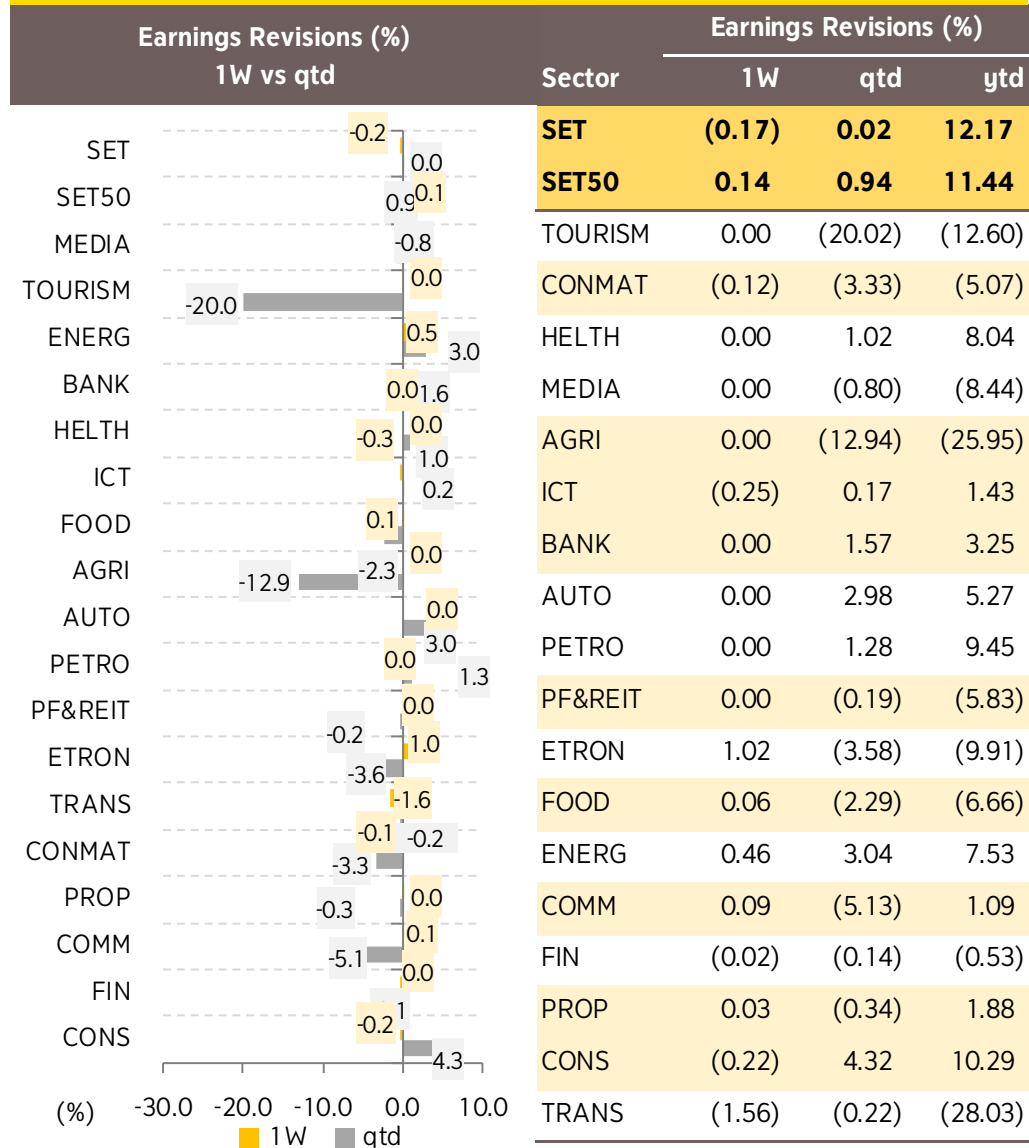 Earnings Revisions (%)
1W vs qtd
SET -0.2 0.0
SET50 0.9 0.1
MEDIA -0.8
TOURISM 0.0 -20.0
ENERG 0.5 3.0
BANK 0.0 1.6
HELTH 0.0 1.0
ICT -0.3 0.2
FOOD 0.1 -2.3
AGRI 0.0 -12.9
AUTO 0.0 3.0
PETRO 0.0 1.3
PF&REIT 0.0 -0.2
ETRON 1.0 -3.6
TRANS -1.6 -0.2
CONMAT -0.1 -3.3
PROP 0.0 -0.3
COMM 0.1 -5.1
FIN 0.0
CONS -0.2 4.3
(%) -30.0 -20.0 -10.0 0.0 10.0
1W qtd
Earnings Revisions (%)
Sector 1W qtd ytd
SET (0.17) 0.02 12.17
SET50 0.14 0.94 11.44
TOURISM 0.00 (20.02) (12.60)
CONMAT (0.12) (3.33) (5.07)
HELTH 0.00 1.02 8.04
MEDIA 0.00 (0.80) (8.44)
AGRI 0.00 (12.94) (25.95)
ICT (0.25) 0.17 1.43
BANK 0.00 1.57 3.25
AUTO 0.00 2.98 5.27
PETRO 0.00 1.28 9.45
PF&REIT 0.00 (0.19) (5.83)
ETRON 1.02 (3.58) (9.91)
FOOD 0.06 (2.29) (6.66)
ENERG 0.46 3.04 7.53
COMM 0.09 (5.13) 1.09
FIN (0.02) (0.14) (0.53)
PROP 0.03 (0.34) 1.88
CONS (0.22) 4.32 10.29
TRANS (1.56) (0.22) (28.03)